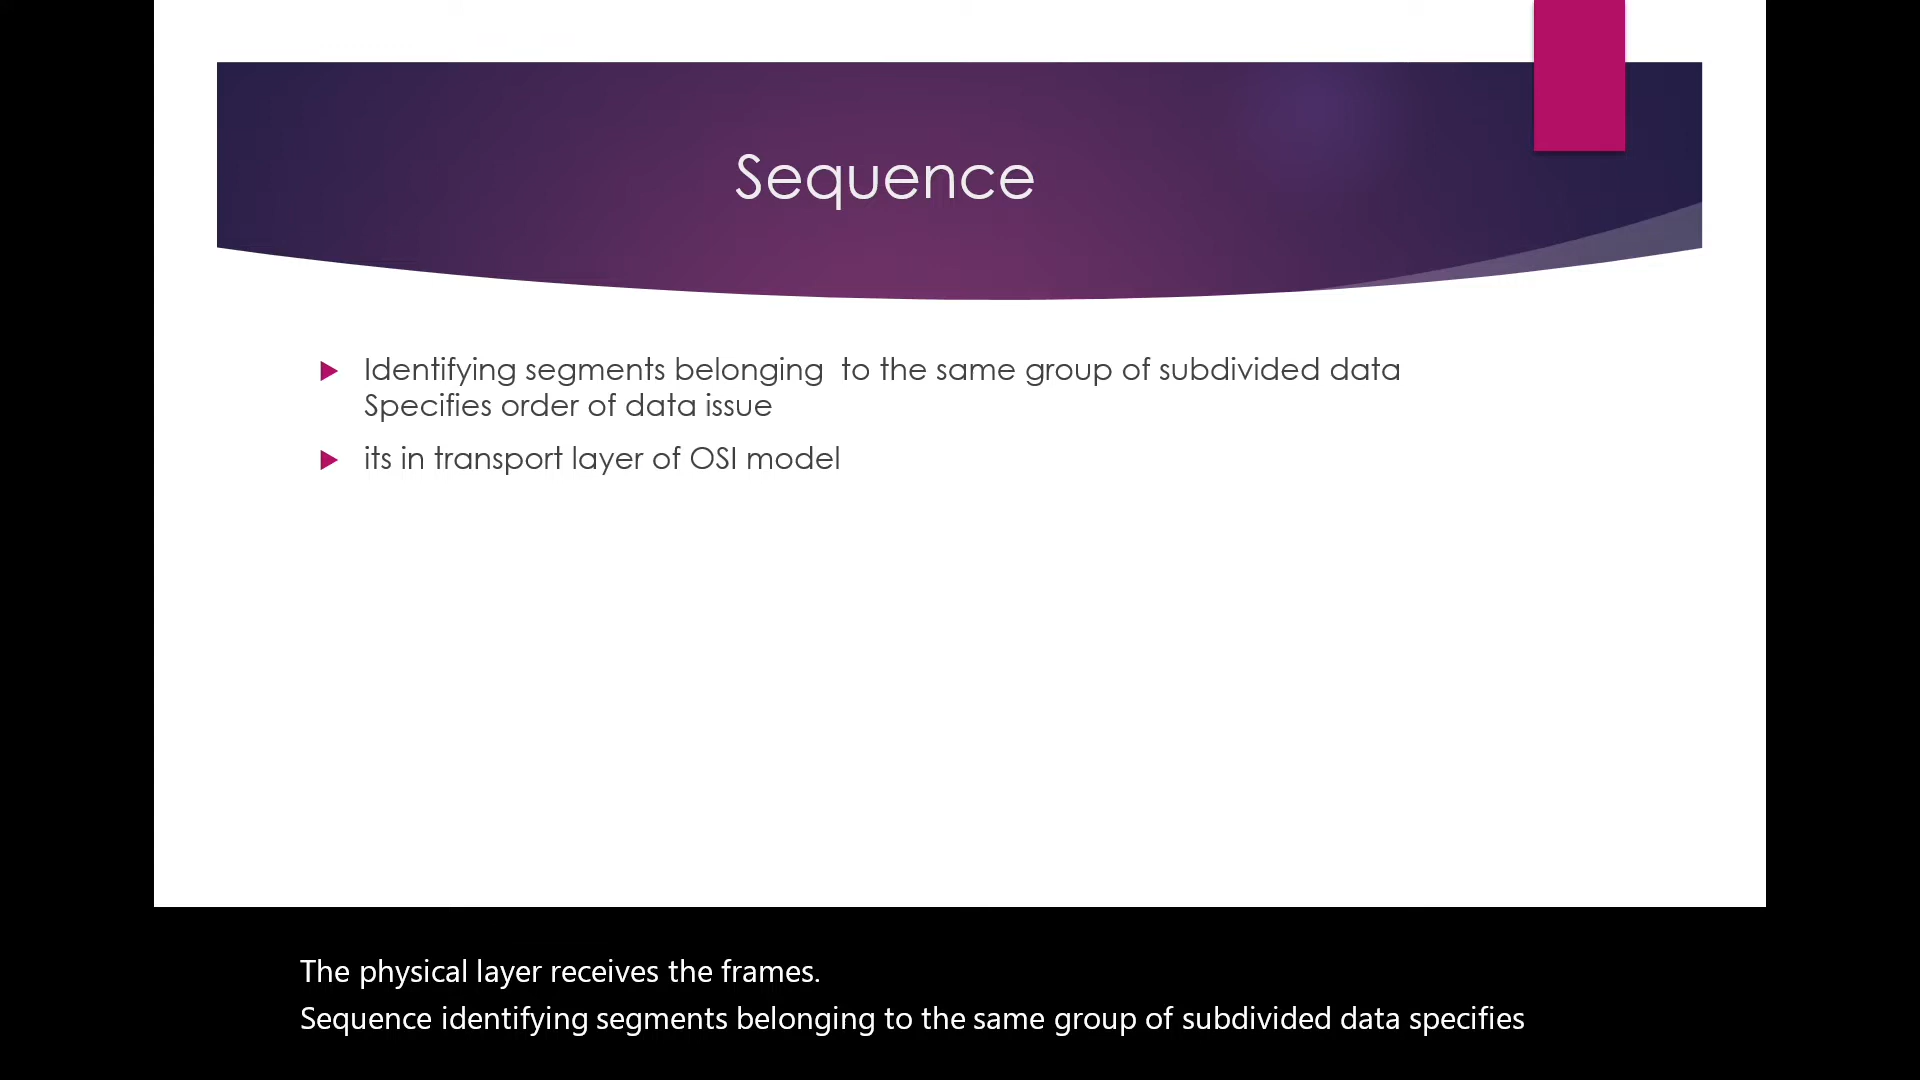 Sequence
Identifying segments belonging  to the same group of subdivided data
Specifies order of data issue
its in transport layer of OSI model
The physical layer receives the frames.
Sequence identifying segments belonging to the same group of subdivided data specifies